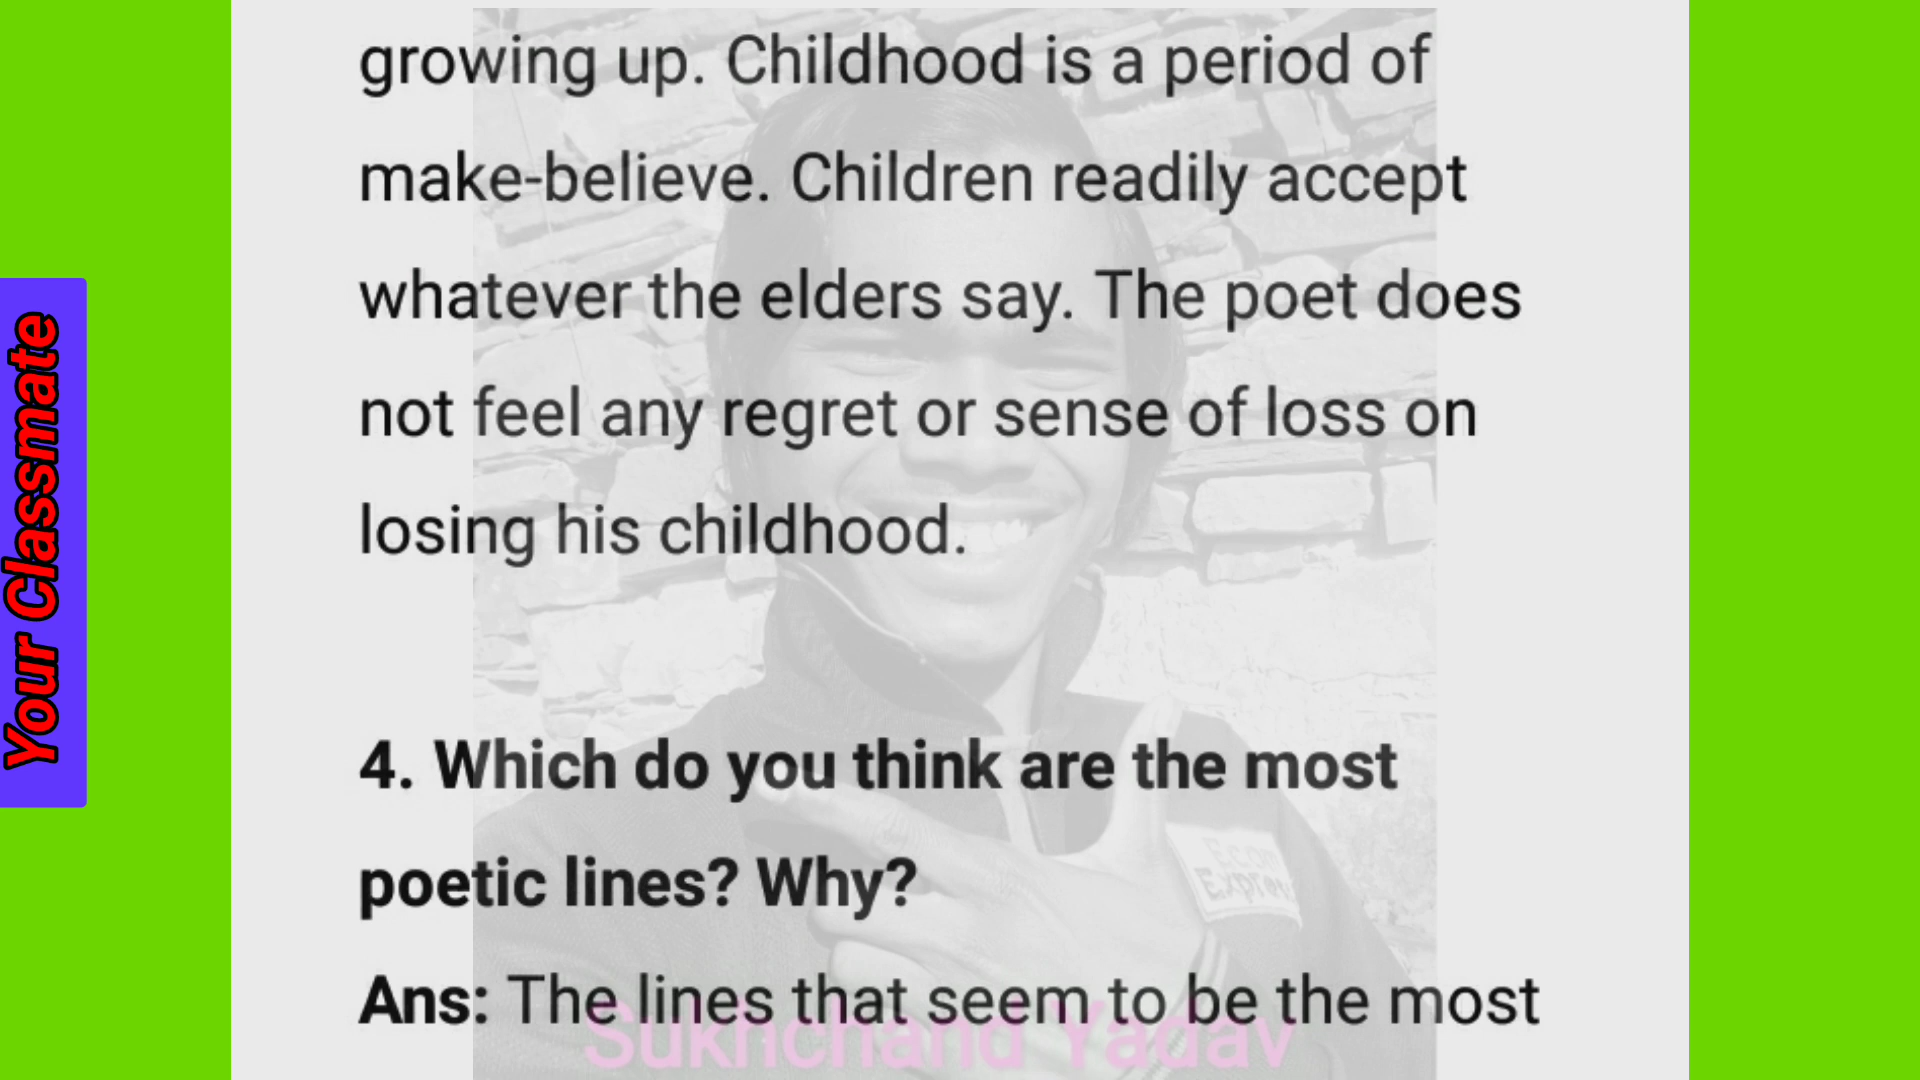 growing up. Childhood is a period of
make-believe. Children readily accept
whatever the elders say. The poet does
not feel any regret or sense of loss on
losing his childhood.
4. Which do you think are the most
poetic lines? Why?
Ans: The lines that seem to be the most
Sukhchand Yadav
Your Classmate
Ecom
Express